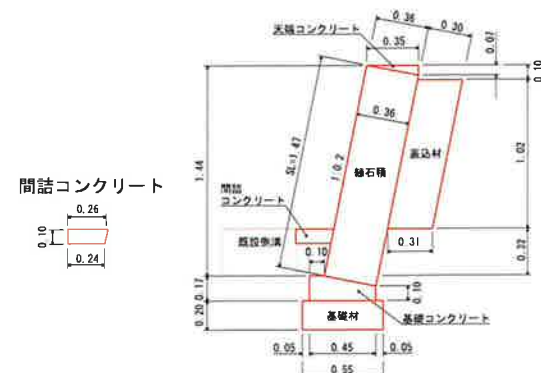 0.36
0.30
天端コンクリート
0.35
0.07
0.10
0.36
SL=1.47
1:0.2
1.44
1.02
練石積
裏込材
間詰コンクリート
0.26
0.10
0.24
間詰
コンクリート
既設側溝
0.10
0.31
0.32
0.17
0.10
0.20
基礎材
基礎コンクリート
0.05
0.45
0.05
0.55